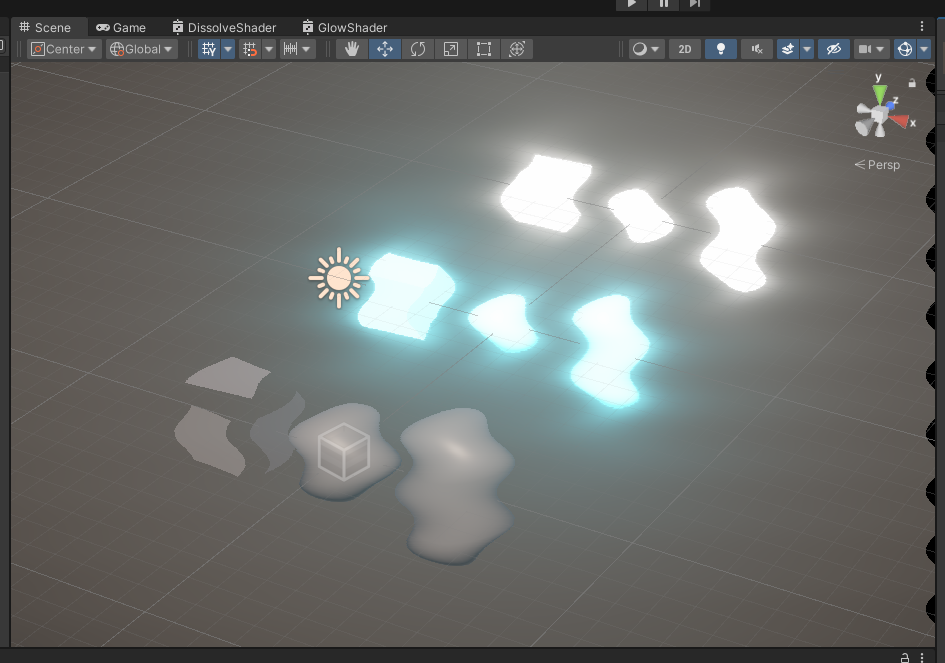 Scene Game DissolveShader GlowShader
Center Global 2D
y
z
x
Persp